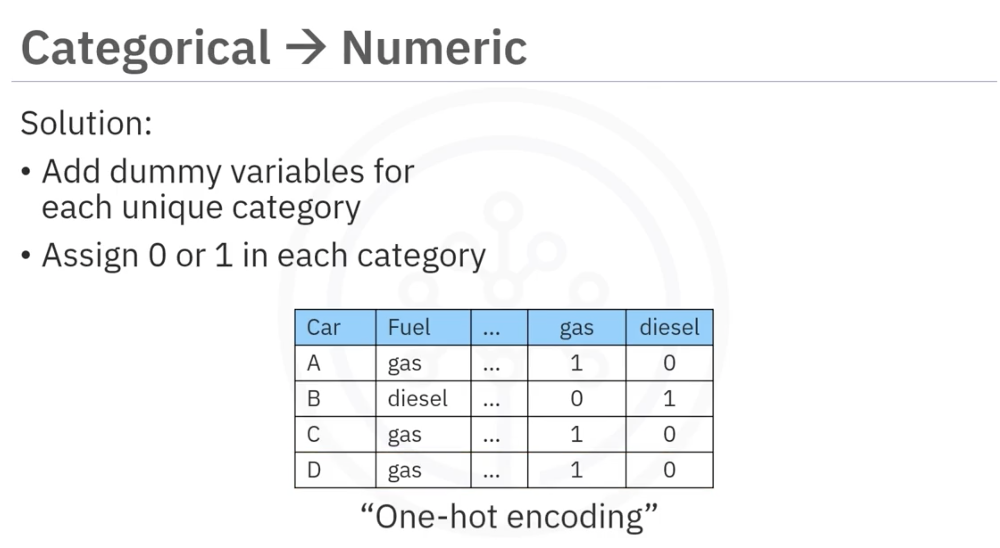 Categorical → Numeric
Solution:
• Add dummy variables for
each unique category
• Assign 0 or 1 in each category
Car Fuel ... gas diesel
A gas ... 1 0
B diesel ... 0 1
C gas ... 1 0
D gas ... 1 0
“One-hot encoding”